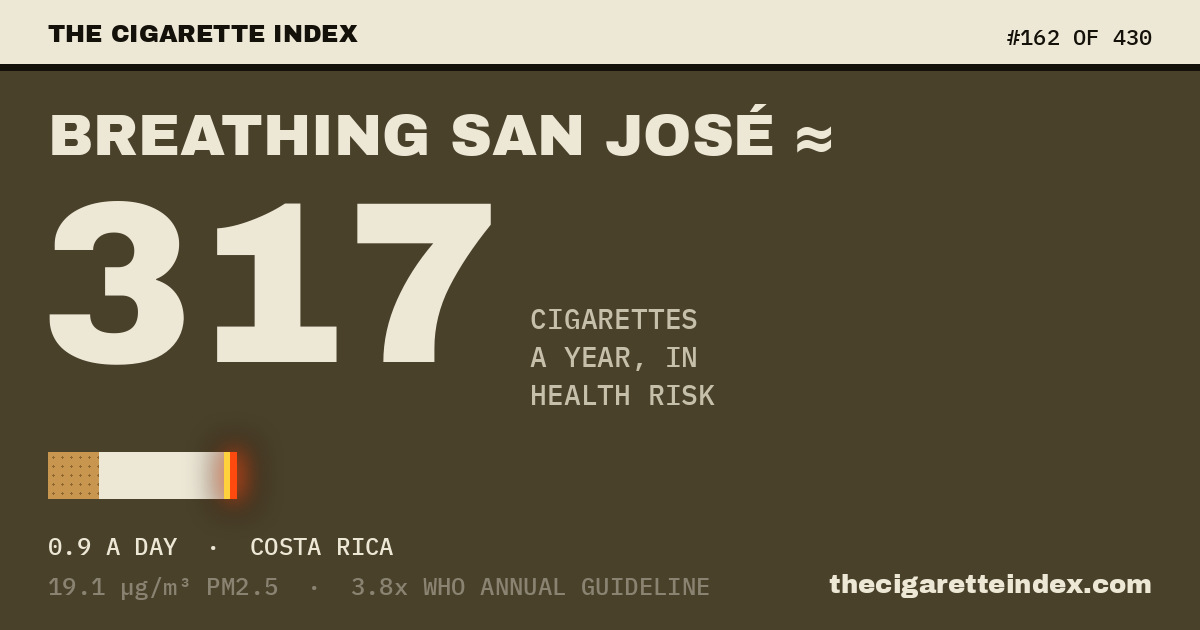 THE CIGARETTE INDEX
#162 OF 430
BREATHING SAN JOSÉ ≈
317
CIGARETTES
A YEAR, IN
HEALTH RISK
0.9 A DAY · COSTA RICA
19.1 µg/m³ PM2.5 · 3.8x WHO ANNUAL GUIDELINE
thecigaretteindex.com